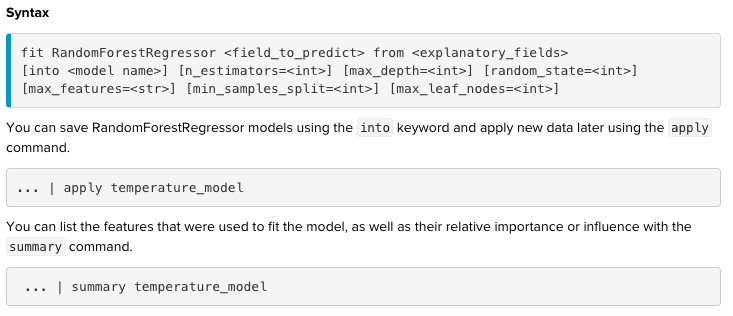 Syntax
fit RandomForestRegressor <field_to_predict> from <explanatory_fields>
[into <model name>] [n_estimators=<int>] [max_depth=<int>] [random_state=<int>]
[max_features=<str>] [min_samples_split=<int>] [max_leaf_nodes=<int>]
You can save RandomForestRegressor models using the into keyword and apply new data later using the apply
command.
... | apply temperature_model
You can list the features that were used to fit the model, as well as their relative importance or influence with the
summary command.
... | summary temperature_model